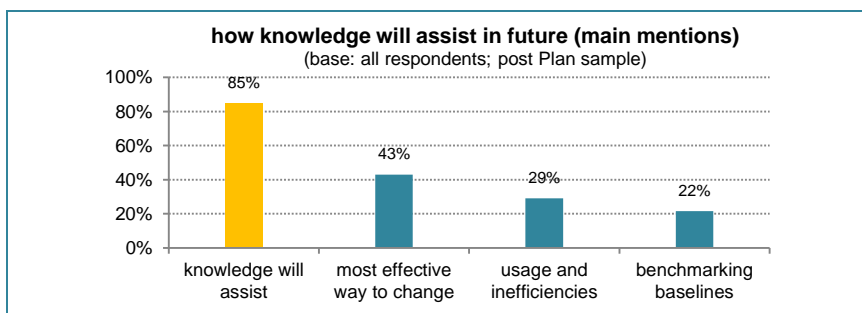 how knowledge will assist in future (main mentions)
(base: all respondents; post Plan sample)
100%
80%
60%
40%
20%
0%
85%
43%
29%
22%
knowledge will
assist
most effective
way to change
usage and
inefficiencies
benchmarking
baselines